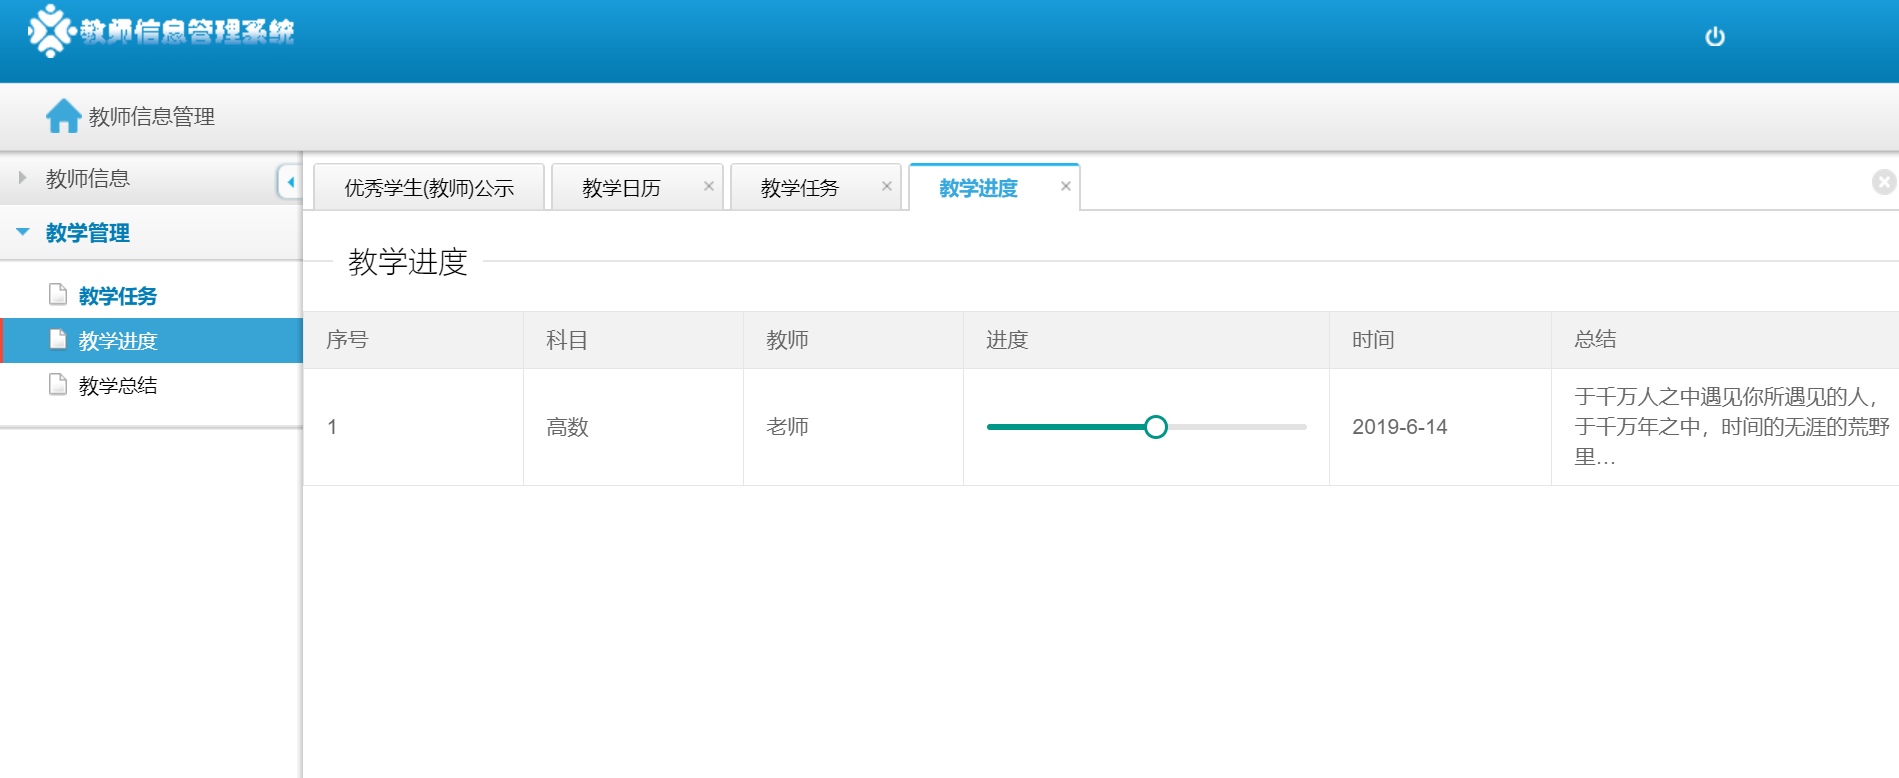 教师信息管理系统
教师信息管理
教师信息
教学管理
教学任务
教学进度
教学总结
优秀学生(教师)公示
教学日历
教学任务
教学进度
教学进度
序号 科目 教师 进度 时间 总结
1 高数 老师 2019-6-14
于千万人之中遇见你所遇见的人，
于千万年之中，时间的无涯的荒野
里...